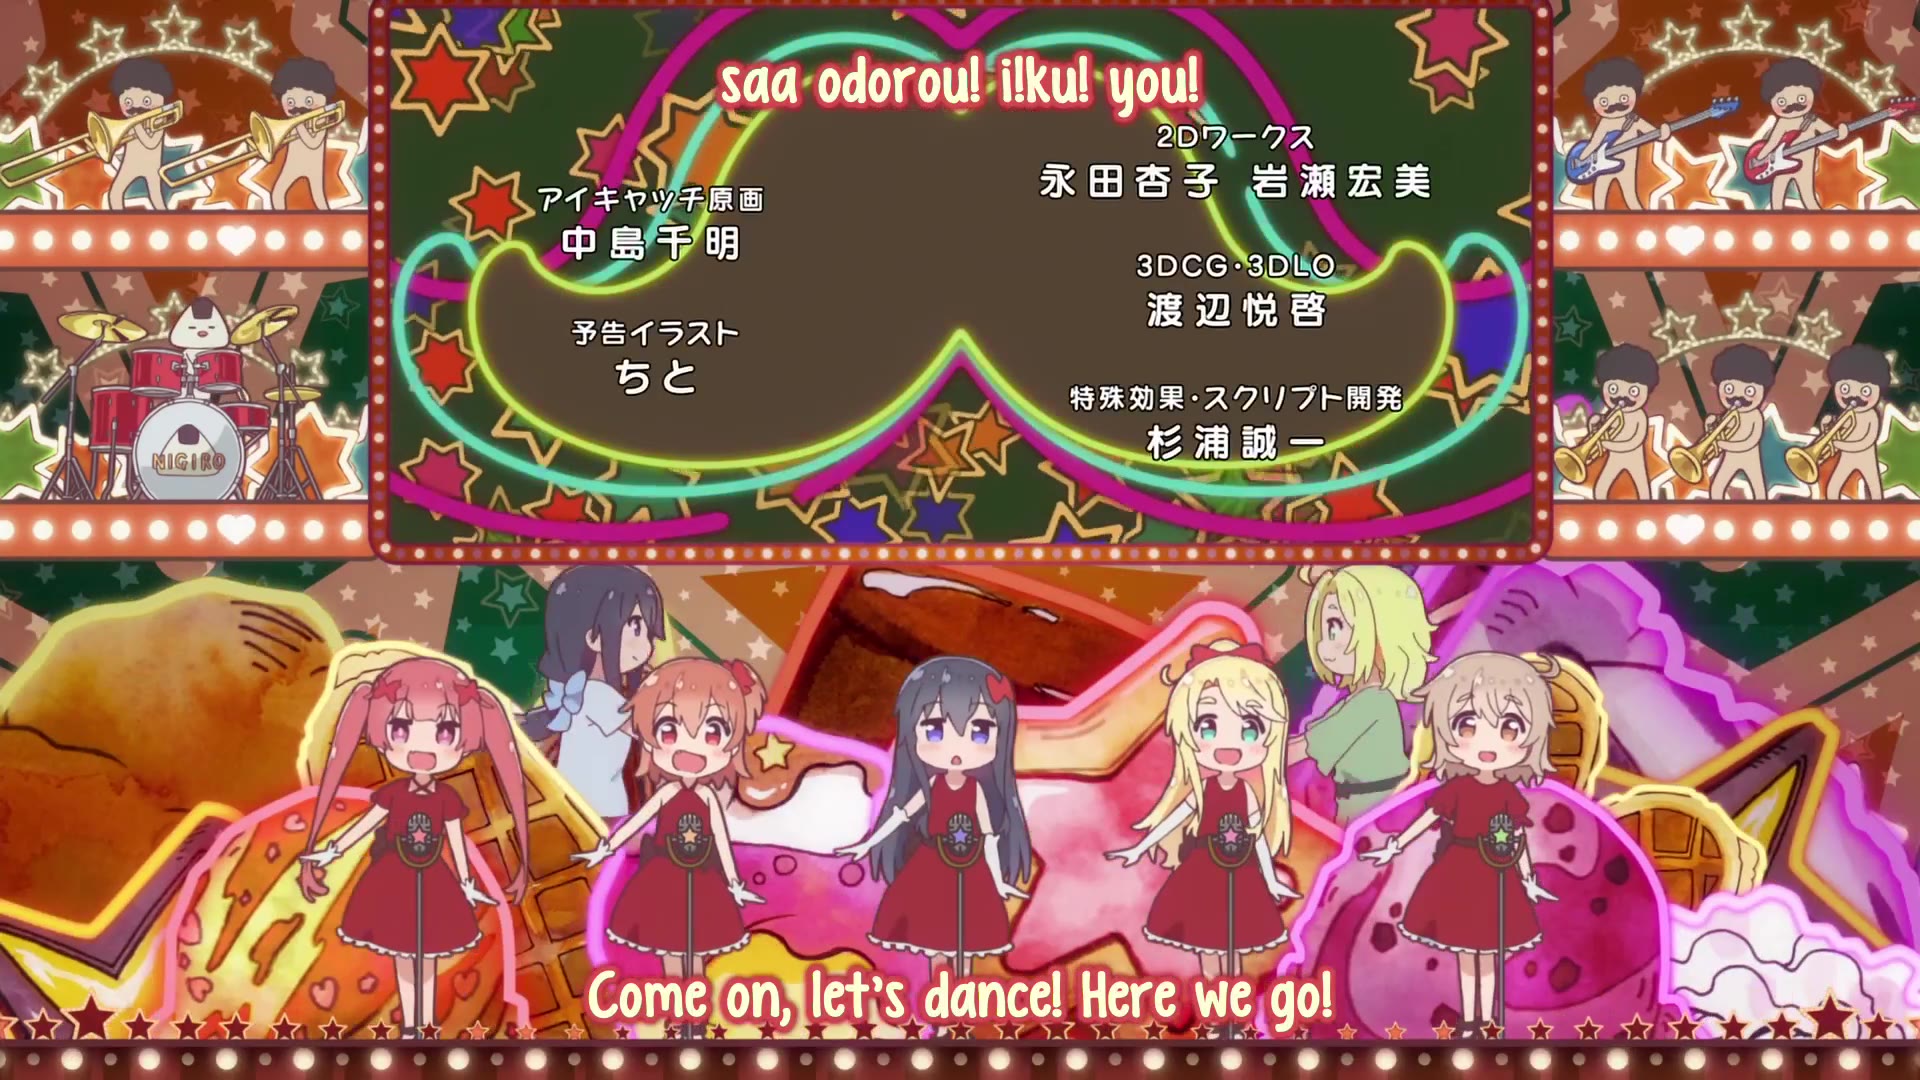 saa odorou! i!ku! you!
アイキャッチ原画
中島千明
予告イラスト
ちと
2Dワークス
永田杏子 岩瀬宏美
3DCG・3DLO
渡辺悦啓
特殊効果・スクリプト開発
杉浦誠一
NIGIRO
Come on, let's dance! Here we go!